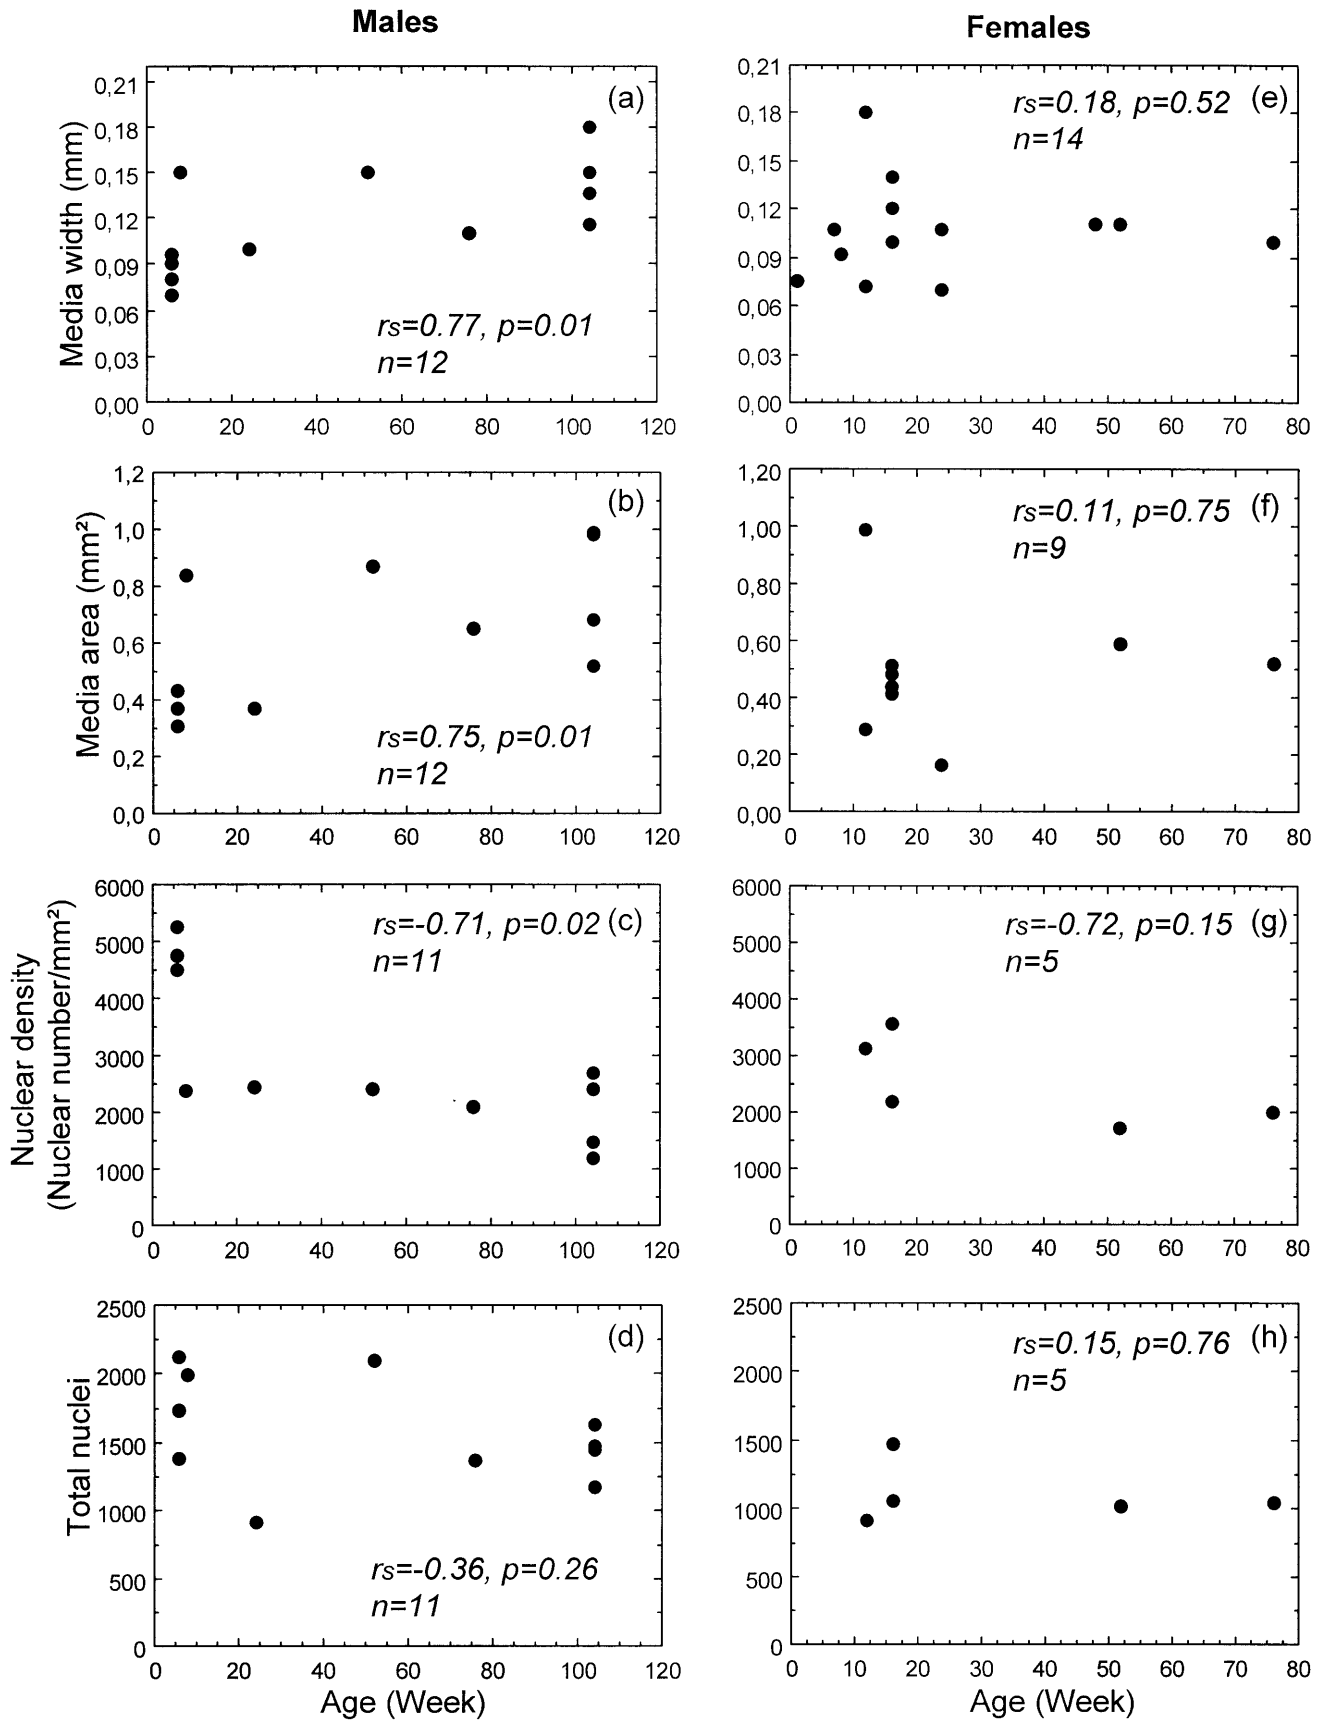 Males
Females
0,21
0,18
0,15
0,12
0,09
0,06
0,03
0,00
Media width (mm)
(a)
rs=0.77, p=0.01
n=12
0 20 40 60 80 100 120
0,21
0,18
0,15
0,12
0,09
0,06
0,03
0,00
rs=0.18, p=0.52 (e)
n=14
0 10 20 30 40 50 60 70 80
1,2
1,0
0,8
0,6
0,4
0,2
0,0
Media area (mm²)
(b)
rs=0.75, p=0.01
n=12
0 20 40 60 80 100 120
1,20
1,00
0,80
0,60
0,40
0,20
0,00
rs=0.11, p=0.75 (f)
n=9
0 10 20 30 40 50 60 70 80
6000
5000
4000
3000
2000
1000
0
Nuclear density
(Nuclear number/mm²)
rs=-0.71, p=0.02 (c)
n=11
0 20 40 60 80 100 120
6000
5000
4000
3000
2000
1000
0
rs=-0.72, p=0.15 (g)
n=5
0 10 20 30 40 50 60 70 80
2500
2000
1500
1000
500
0
Total nuclei
(d)
rs=-0.36, p=0.26
n=11
0 20 40 60 80 100 120
Age (Week)
2500
2000
1500
1000
500
0
rs=0.15, p=0.76 (h)
n=5
0 10 20 30 40 50 60 70 80
Age (Week)